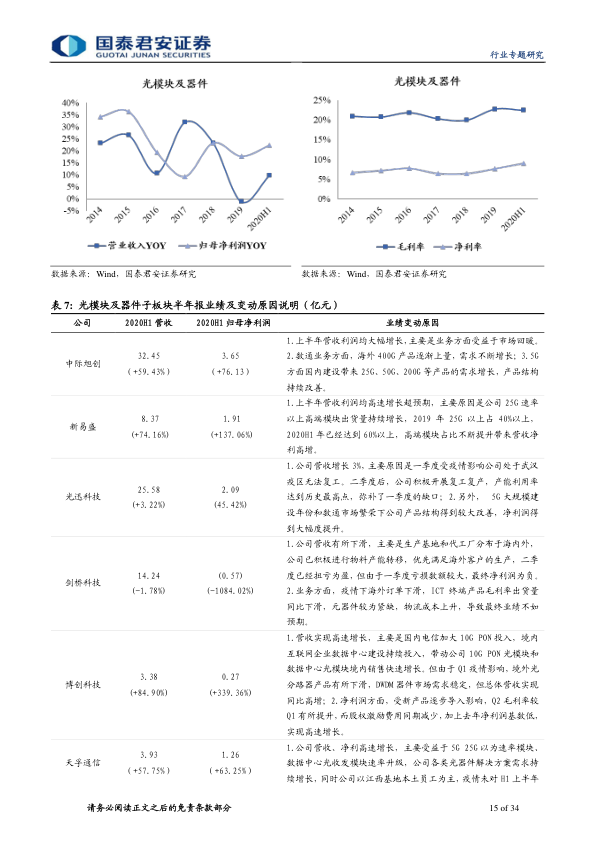 国泰君安证券
GUOTAI JUNAN SECURITIES
行业专题研究
光模块及器件
40%
35%
30%
25%
20%
15%
10%
5%
0%
-5%
2014
2015
2016
2017
2018
2019
2020H1
营业收入YOY
归母净利润YOY
光模块及器件
25%
20%
15%
10%
5%
0%
2014
2015
2016
2017
2018
2019
2020H1
毛利率
净利率
数据来源：Wind，国泰君安证券研究
数据来源：Wind，国泰君安证券研究
表 7：光模块及器件子板块半年报业绩及变动原因说明（亿元）
公司 2020H1 营收 2020H1 归母净利润 业绩变动原因
中际旭创
32.45
(+59.43%)
3.65
(+76.13)
1.上半年营收利润均大幅增长,主要是业务方面受益于市场回暖。
2.数通业务方面，海外 400G 产品逐渐上量，需求不断增长；3.5G
方面国内建设带来 25G、50G、200G 等产品的需求增长，产品结构
持续改善。
新易盛
8.37
(+74.16%)
1.91
(+137.06%)
1.上半年营收利润均高速增长超预期，主要原因是公司 25G 速率
以上高端模块出货量持续增长，2019 年 25G 以上占 40%以上，
2020H1 年已经达到 60%以上，高端模块占比不断提升带来营收净
利高增。
光迅科技
25.58
(+3.22%)
2.09
(45.42%)
1.公司营收增长 3%,主要原因是一季度受疫情影响公司处于武汉
疫区无法复工。二季度后，公司积极开展复工复产，产能利用率
达到历史最高点，弥补了一季度的缺口；2.另外， 5G 大规模建
设年份和数通市场繁荣下公司产品结构得到较大改善，净利润得
到大幅度提升。
剑桥科技
14.24
(-1.78%)
(0.57)
(-1084.02%)
1.公司营收有所下滑，主要是生产基地和代工厂分布于海内外，
公司已积极进行物料产能转移，优先满足海外客户的生产，二季
度已经扭亏为盈,但由于一季度亏损数额较大，最终净利润为负。
2.业务方面，疫情下海外订单下滑，ICT 终端产品毛利率出货量
同比下滑，元器件较为紧缺，物流成本上升，导致最终业绩不如
预期。
博创科技
3.38
(+84.90%)
0.27
(+339.36%)
1.营收实现高速增长，主要是国内电信加大 10G PON 投入，境内
互联网企业数据中心建设持续投入，带动公司 10G PON 光模块和
数据中心光模块境内销售快速增长。但由于 Q1 疫情影响，境外光
分路器产品有所下滑，DWDM 器件市场需求稳定，但总体营收实现
同比高增；2.净利润方面，受新产品逐步导入影响，Q2 毛利率较
Q1 有所提升,而股权激励费用同期减少,加上去年净利润基数低，
实现高速增长。
天孚通信
3.93
(+57.75%)
1.26
(+63.25%)
1.公司营收、净利高速增长，主要受益于 5G 25G 以为速率模块、
数据中心光收发模块速率升级，公司各类光器件解决方案需求持
续增长，同时公司以江西基地本土员工为主，疫情未对 H1 上半年
请务必阅读正文之后的免责条款部分
15 of 34